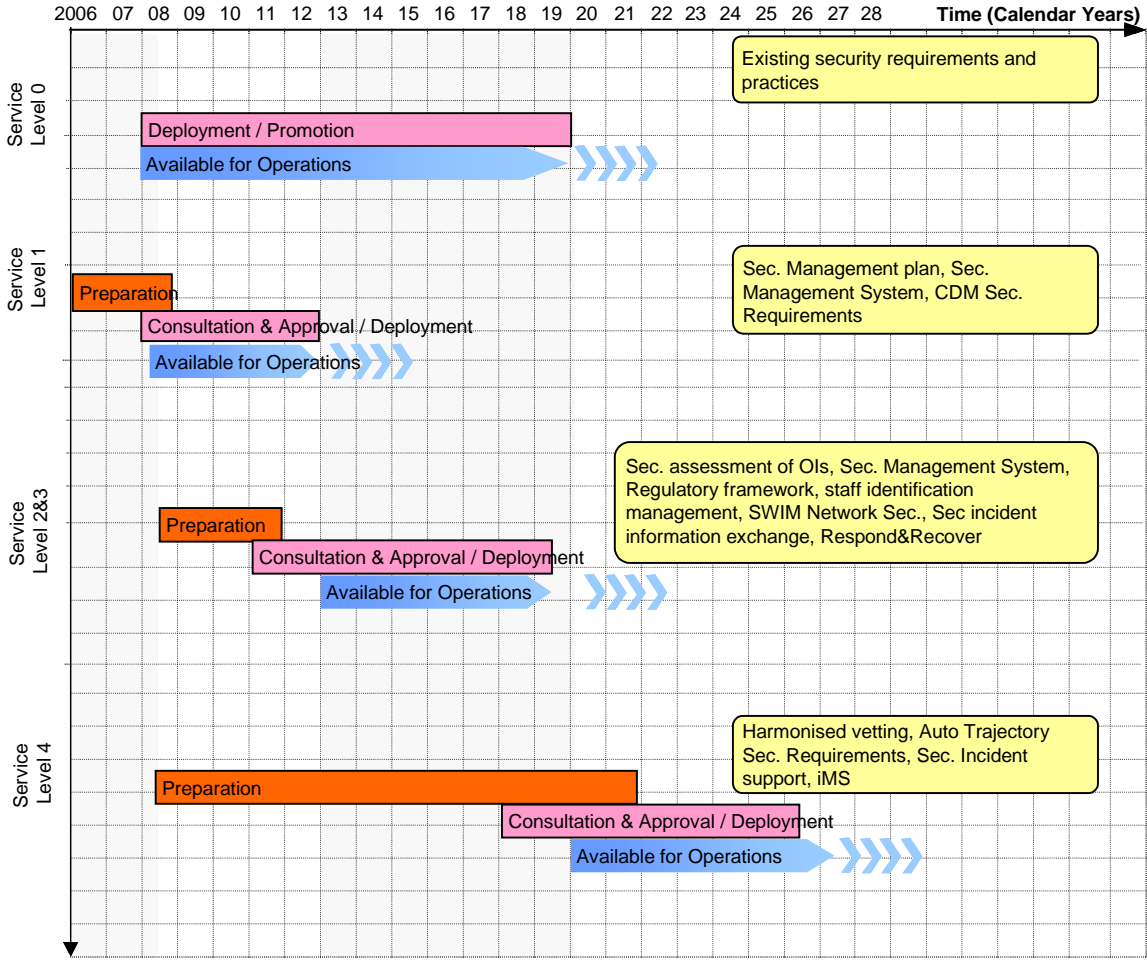 2006 07 08 09 10 11 12 13 14 15 16 17 18 19 20 21 22 23 24 25 26 27 28 Time (Calendar Years)
Service
Level 0
Existing security requirements and
practices
Deployment / Promotion
Available for Operations
Service
Level 1
Sec. Management plan, Sec.
Management System, CDM Sec.
Requirements
Preparation
Consultation & Approval / Deployment
Available for Operations
Service
Level 2&3
Sec. assessment of OIs, Sec. Management System,
Regulatory framework, staff identification
management, SWIM Network Sec., Sec incident
information exchange, Respond&Recover
Preparation
Consultation & Approval / Deployment
Available for Operations
Service
Level 4
Harmonised vetting, Auto Trajectory
Sec. Requirements, Sec. Incident
support, iMS
Preparation
Consultation & Approval / Deployment
Available for Operations